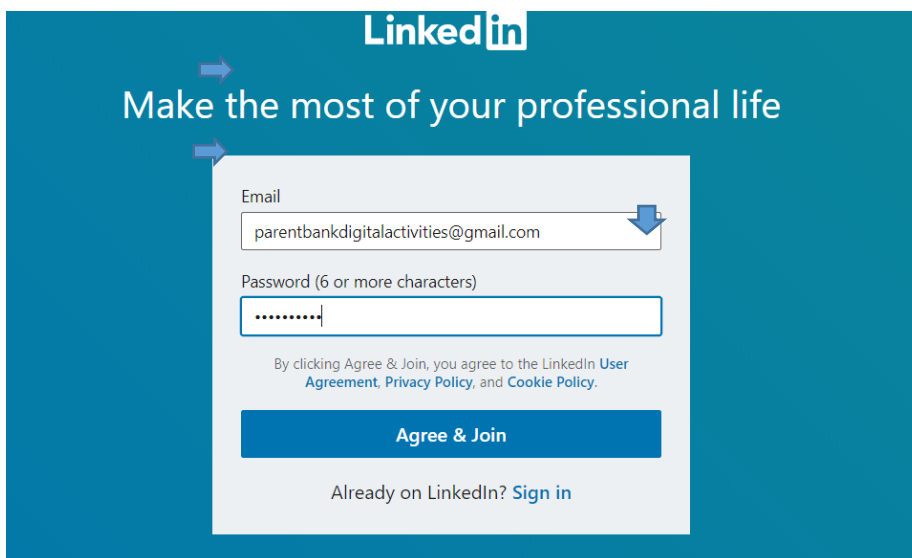 Linked in
Make the most of your professional life
Email
parentbankdigitalactivities@gmail.com
Password (6 or more characters)
••••••••••
By clicking Agree & Join, you agree to the LinkedIn User
Agreement, Privacy Policy, and Cookie Policy.
Agree & Join
Already on LinkedIn? Sign in